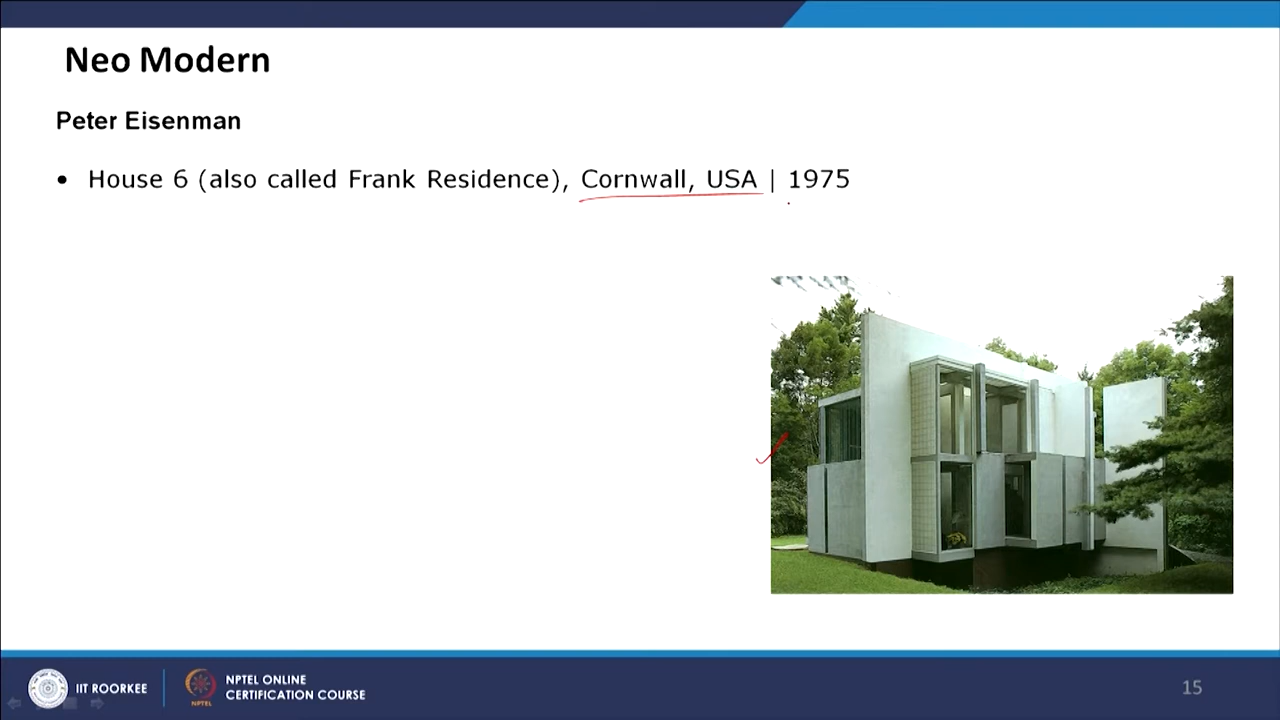 Neo Modern
Peter Eisenman
• House 6 (also called Frank Residence), Cornwall, USA | 1975
IIT ROORKEE
NPTEL
NPTEL ONLINE
CERTIFICATION COURSE
15